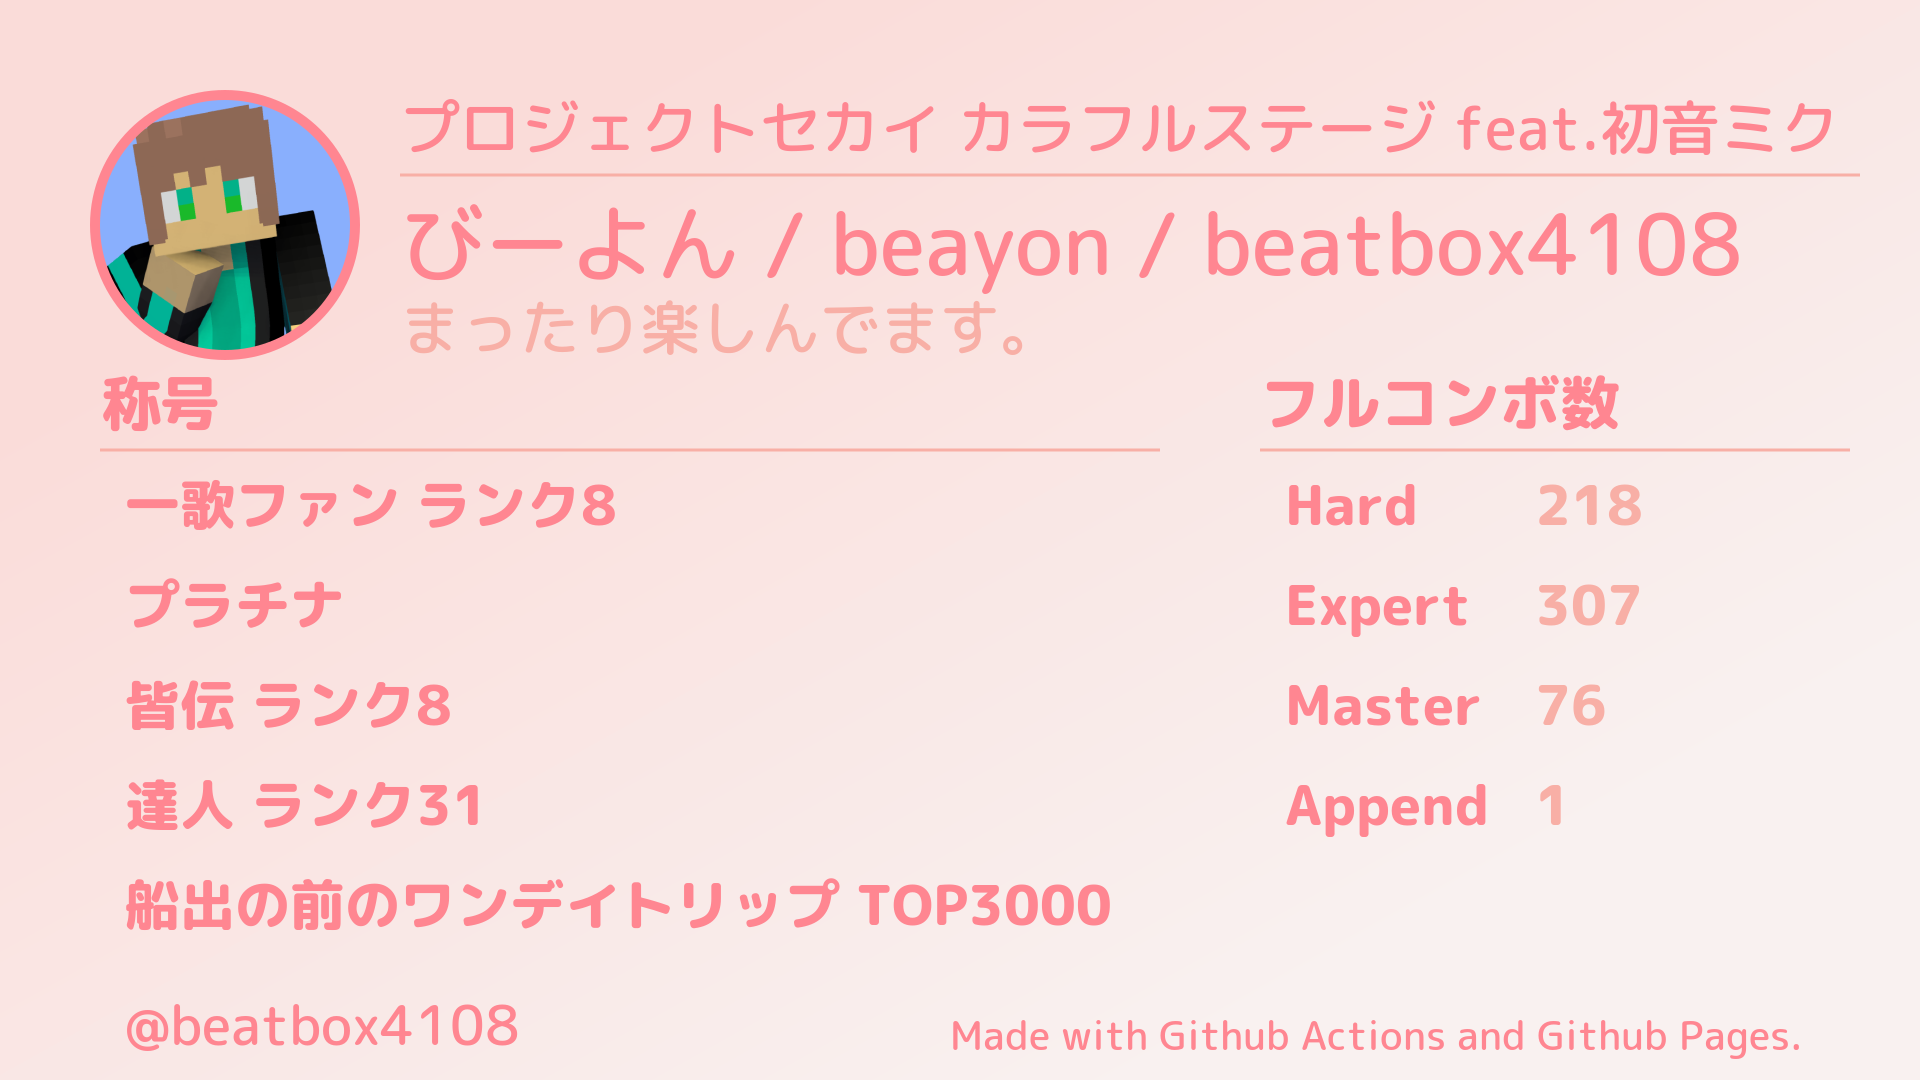 プロジェクトセカイ カラフルステージ feat.初音ミク
びーよん / beayon / beatbox4108
まったり楽しんでます。
称号
一歌ファン ランク8
プラチナ
皆伝 ランク8
達人 ランク31
船出の前のワンデイトリップ TOP3000
フルコンボ数
Hard 218
Expert 307
Master 76
Append 1
@beatbox4108
Made with Github Actions and Github Pages.